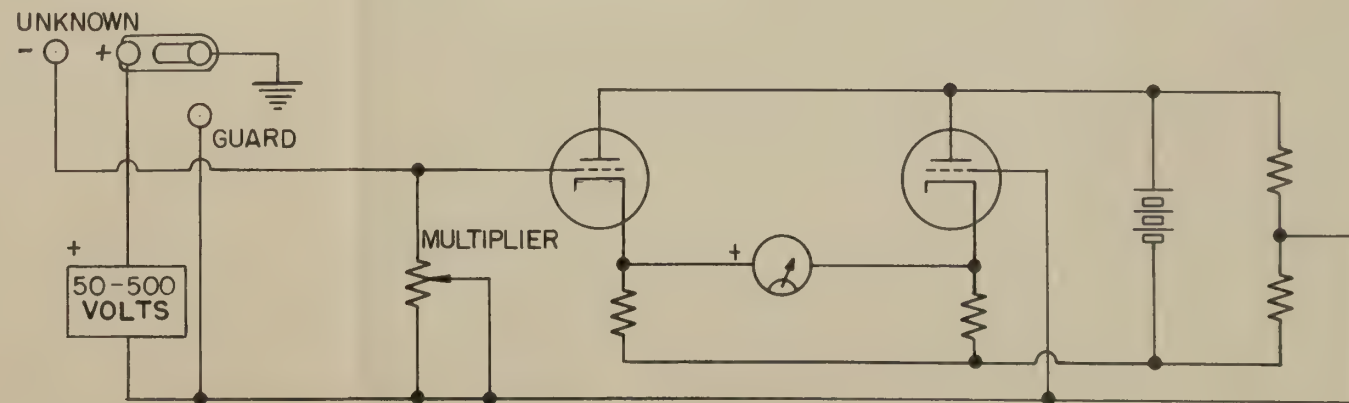 UNKNOWN
- +
GUARD
MULTIPLIER
+
50-500
VOLTS
+